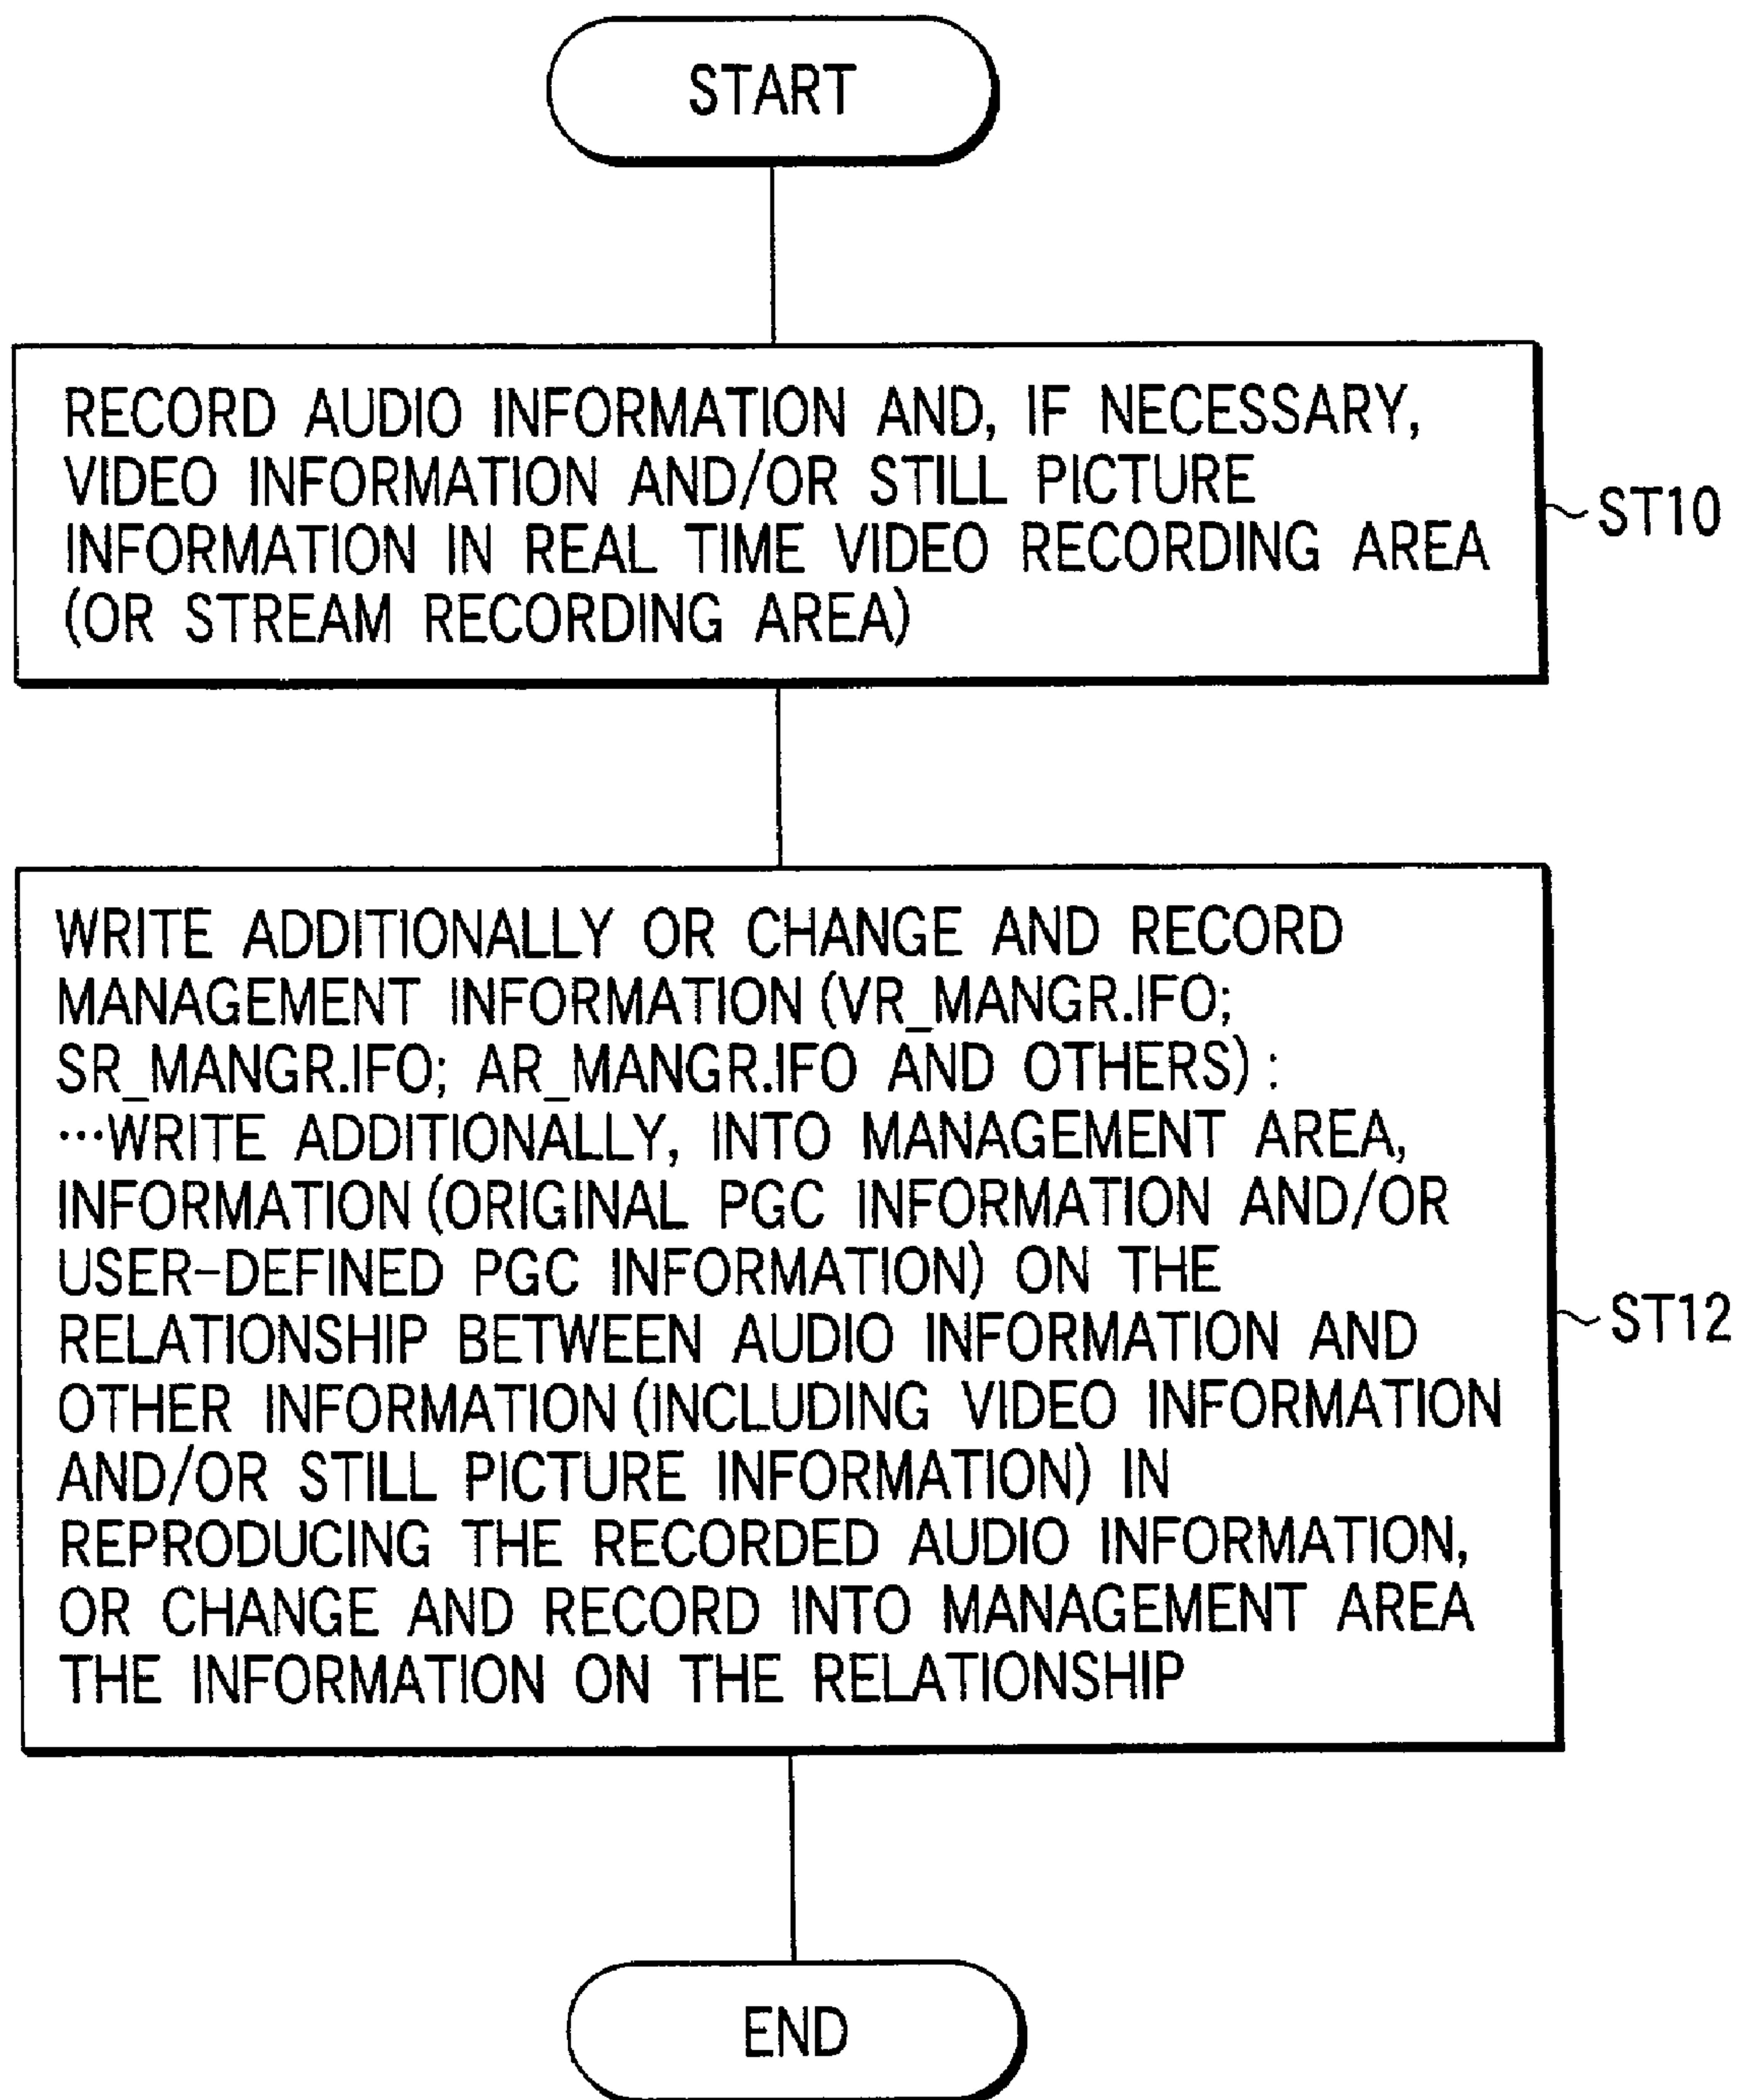 START
RECORD AUDIO INFORMATION AND, IF NECESSARY,
VIDEO INFORMATION AND/OR STILL PICTURE
INFORMATION IN REAL TIME VIDEO RECORDING AREA
(OR STREAM RECORDING AREA)
ST10
WRITE ADDITIONALLY OR CHANGE AND RECORD
MANAGEMENT INFORMATION (VR_MANGR.IFO;
SR_MANGR.IFO; AR_MANGR.IFO AND OTHERS) :
···WRITE ADDITIONALLY, INTO MANAGEMENT AREA,
INFORMATION (ORIGINAL PGC INFORMATION AND/OR
USER-DEFINED PGC INFORMATION) ON THE
RELATIONSHIP BETWEEN AUDIO INFORMATION AND
OTHER INFORMATION (INCLUDING VIDEO INFORMATION
AND/OR STILL PICTURE INFORMATION) IN
REPRODUCING THE RECORDED AUDIO INFORMATION,
OR CHANGE AND RECORD INTO MANAGEMENT AREA
THE INFORMATION ON THE RELATIONSHIP
ST12
END